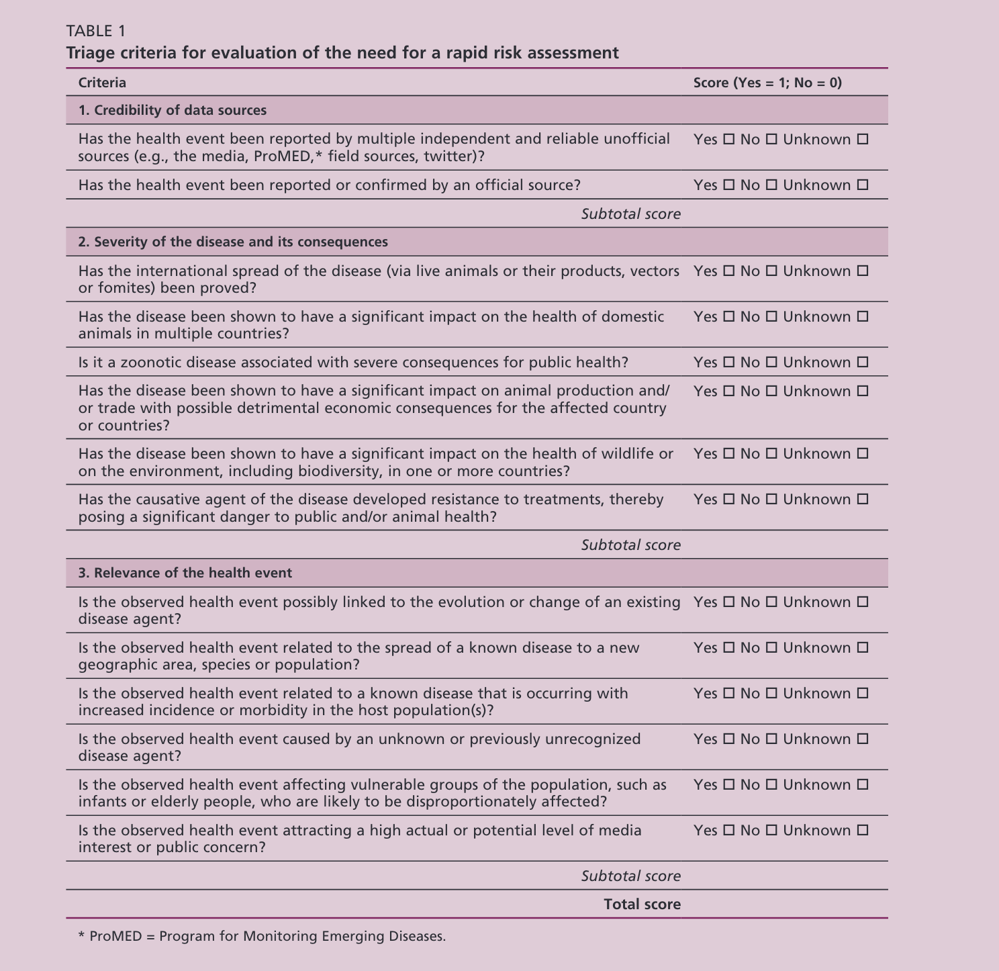 TABLE 1
Triage criteria for evaluation of the need for a rapid risk assessment
Criteria Score (Yes = 1; No = 0)
1. Credibility of data sources
Has the health event been reported by multiple independent and reliable unofficial Yes ☐ No ☐ Unknown ☐
sources (e.g., the media, ProMED,* field sources, twitter)?
Has the health event been reported or confirmed by an official source? Yes ☐ No ☐ Unknown ☐
Subtotal score
2. Severity of the disease and its consequences
Has the international spread of the disease (via live animals or their products, vectors Yes ☐ No ☐ Unknown ☐
or fomites) been proved?
Has the disease been shown to have a significant impact on the health of domestic Yes ☐ No ☐ Unknown ☐
animals in multiple countries?
Is it a zoonotic disease associated with severe consequences for public health? Yes ☐ No ☐ Unknown ☐
Has the disease been shown to have a significant impact on animal production and/ Yes ☐ No ☐ Unknown ☐
or trade with possible detrimental economic consequences for the affected country
or countries?
Has the disease been shown to have a significant impact on the health of wildlife or Yes ☐ No ☐ Unknown ☐
on the environment, including biodiversity, in one or more countries?
Has the causative agent of the disease developed resistance to treatments, thereby Yes ☐ No ☐ Unknown ☐
posing a significant danger to public and/or animal health?
Subtotal score
3. Relevance of the health event
Is the observed health event possibly linked to the evolution or change of an existing Yes ☐ No ☐ Unknown ☐
disease agent?
Is the observed health event related to the spread of a known disease to a new Yes ☐ No ☐ Unknown ☐
geographic area, species or population?
Is the observed health event related to a known disease that is occurring with Yes ☐ No ☐ Unknown ☐
increased incidence or morbidity in the host population(s)?
Is the observed health event caused by an unknown or previously unrecognized Yes ☐ No ☐ Unknown ☐
disease agent?
Is the observed health event affecting vulnerable groups of the population, such as Yes ☐ No ☐ Unknown ☐
infants or elderly people, who are likely to be disproportionately affected?
Is the observed health event attracting a high actual or potential level of media Yes ☐ No ☐ Unknown ☐
interest or public concern?
Subtotal score
Total score
* ProMED = Program for Monitoring Emerging Diseases.